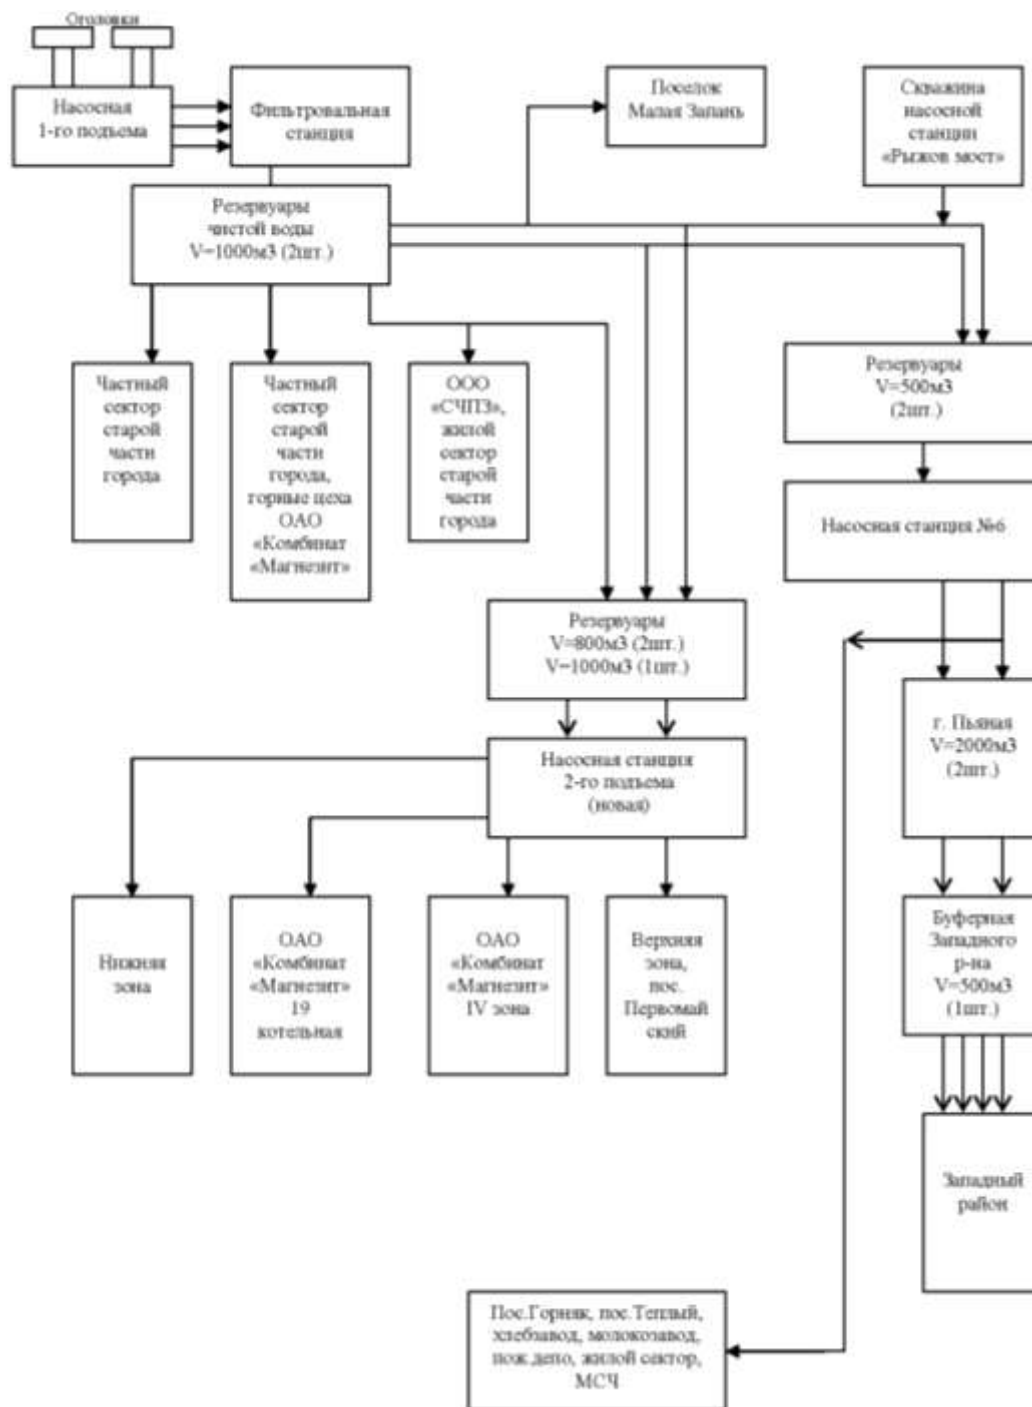 Оголовки
Насосная
1-го подъема
Фильтровальная
станция
Поселок
Малая Запань
Скважина
насосной
станции
«Рыжов мост»
Резервуары
чистой воды
V=1000м3 (2шт.)
Резервуары
V=500м3
(2шт.)
Частный
сектор
старой
части
города
Частный
сектор
старой
части
города,
горные цеха
ОАО
«Комбинат
«Магнезит»
ООО
«СЧПЗ»,
жилой
сектор
старой
части
города
Насосная станция №6
Резервуары
V=800м3 (2шт.)
V=1000м3 (1шт.)
г. Пьяная
V=2000м3
(2шт.)
Насосная станция
2-го подъема
(новая)
Нижняя
зона
ОАО
«Комбинат
«Магнезит»
19
котельная
ОАО
«Комбинат
«Магнезит»
IV зона
Верхняя
зона,
пос.
Первомай
ский
Буферная
Западного
р-на
V=500м3
(1шт.)
Западный
район
Пос.Горняк, пос.Теплый,
хлебзавод, молокозавод,
пож.депо, жилой сектор,
МСЧ